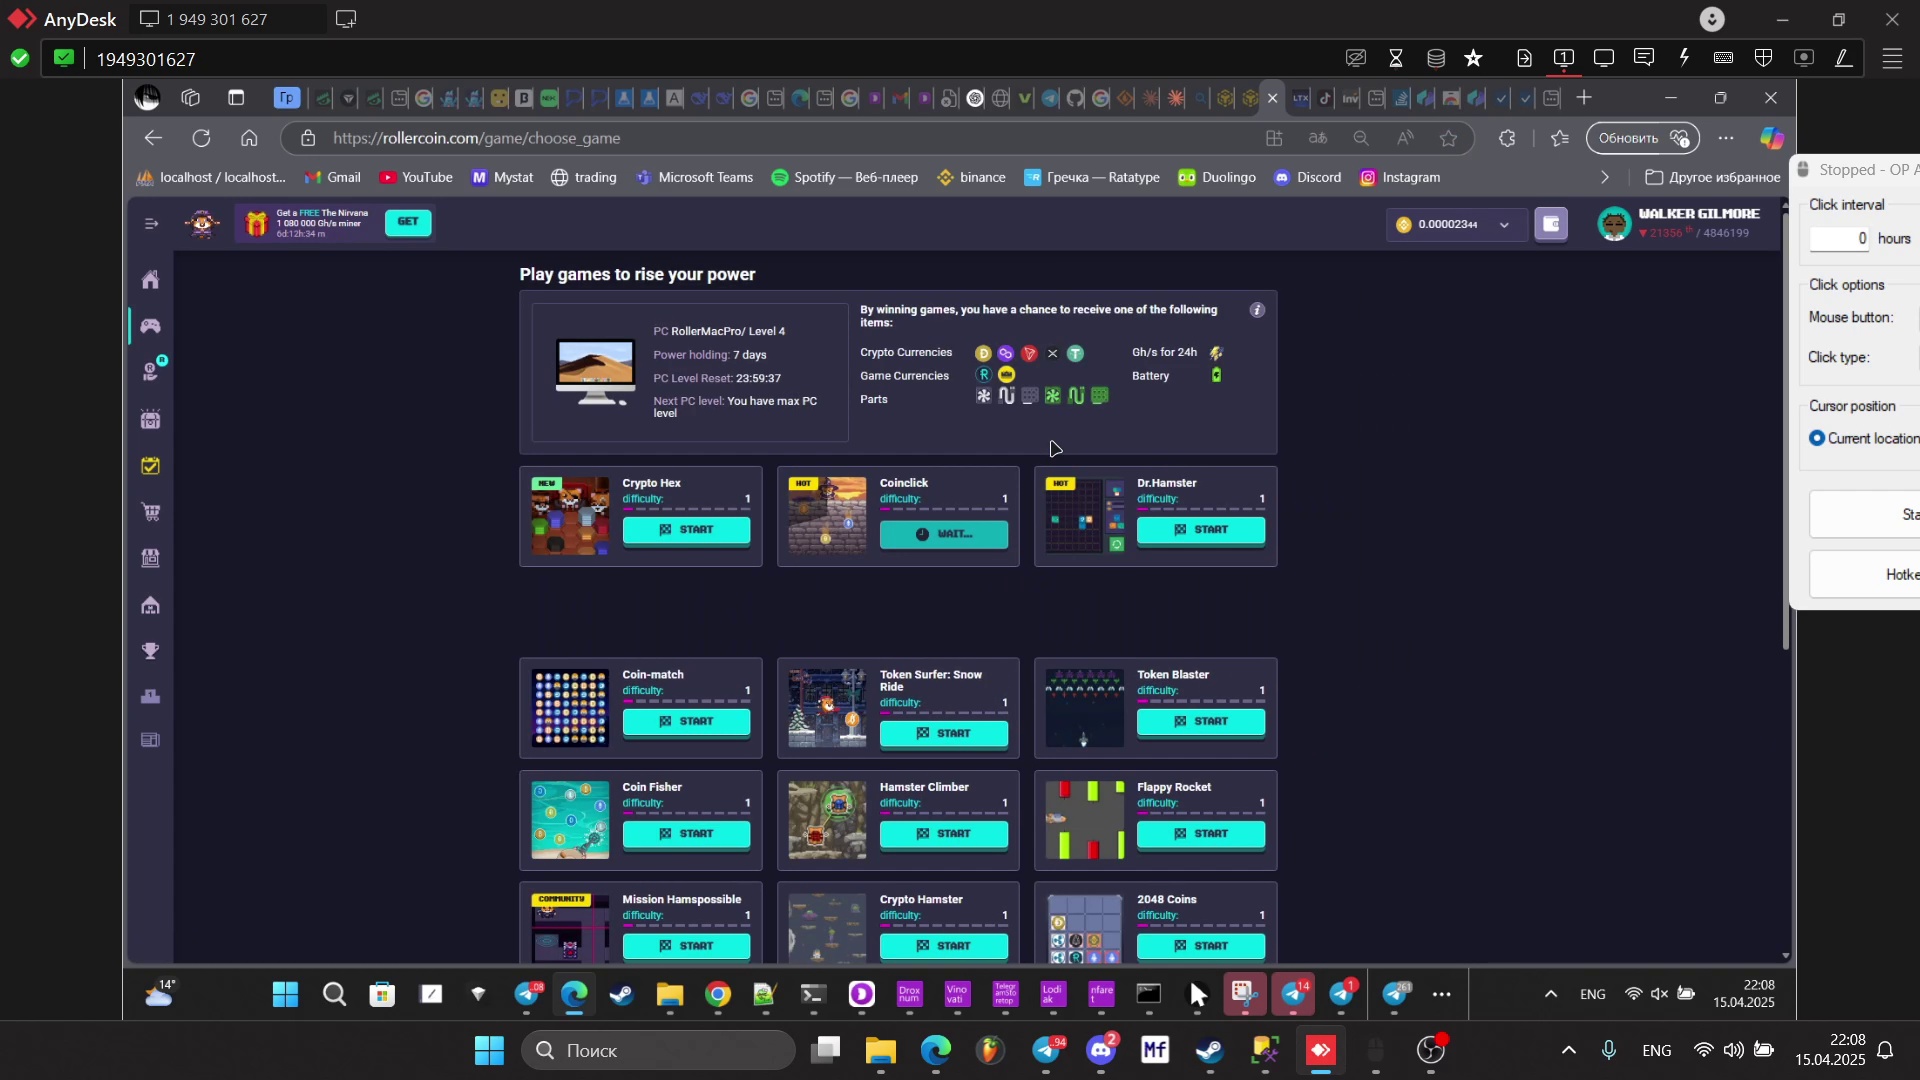 AnyDesk
1 949 301 627
1949301627
Гр
https://rollercoin.com/game/choose_game
Обновить
localhost / localhost...
Gmail
YouTube
Mystat
trading
Microsoft Teams
Spotify — Веб-плеер
binance
Гречка — Ratatype
Duolingo
Discord
Instagram
Другое избранное
Stopped - OP A
Click interval
0 hours
Click options
Mouse button:
Click type:
Cursor position
Current location
Sta
Hotke
Get a FREE The Nirvana
1 080 000 Gh/s miner
6d:12h:34 m
GET
0.00002344
WALKER GILMORE
21356 th / 4846199
Play games to rise your power
PC RollerMacPro/ Level 4
Power holding: 7 days
PC Level Reset: 23:59:37
Next PC level: You have max PC
level
By winning games, you have a chance to receive one of the following
items:
Crypto Currencies
Gh/s for 24h
Game Currencies
Battery
Parts
NEW
Crypto Hex
difficulty: 1
START
HOT
Coinclick
difficulty: 1
WAIT...
HOT
Dr.Hamster
difficulty: 1
START
Coin-match
difficulty: 1
START
Token Surfer: Snow
Ride
difficulty: 1
START
Token Blaster
difficulty: 1
START
Coin Fisher
difficulty: 1
START
Hamster Climber
difficulty: 1
START
Flappy Rocket
difficulty: 1
START
COMMUNITY
Mission Hamspossible
difficulty: 1
START
Crypto Hamster
difficulty: 1
START
2048 Coins
difficulty: 1
START
14°
ENG
22:08
15.04.2025
Поиск
ENG
22:08
15.04.2025